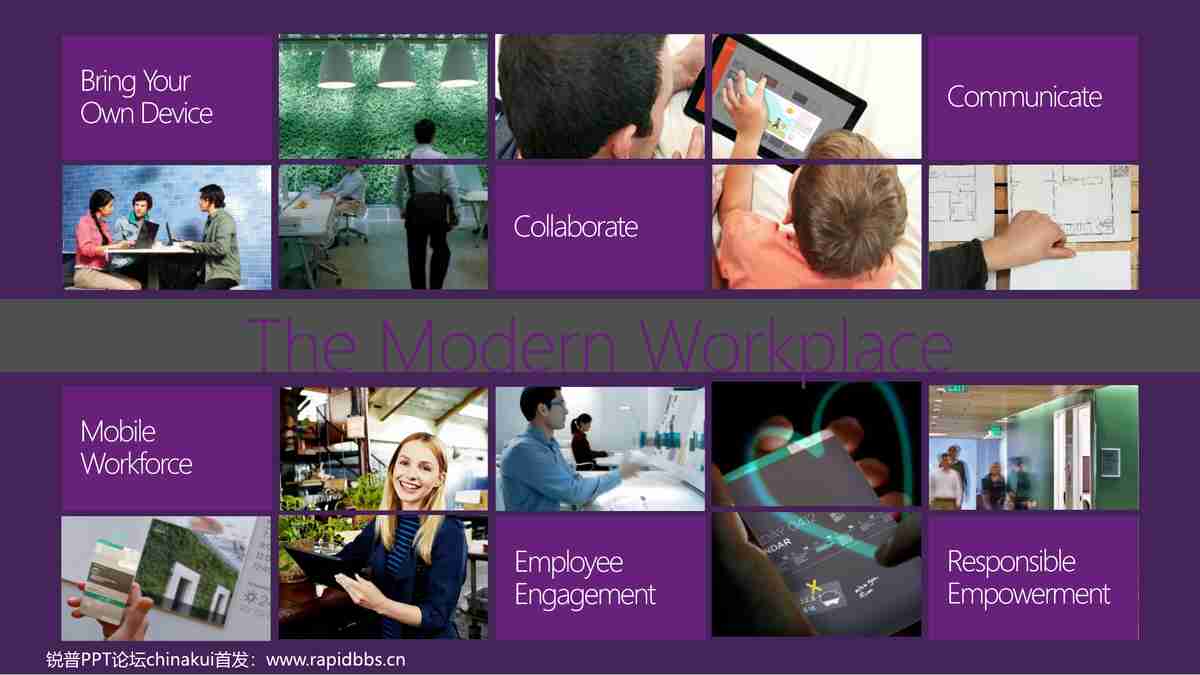 Bring Your
Own Device
Communicate
Collaborate
The Modern Workplace
Mobile
Workforce
Employee
Engagement
Responsible
Empowerment
锐普PPT论坛chinakui首发：www.rapidbbs.cn